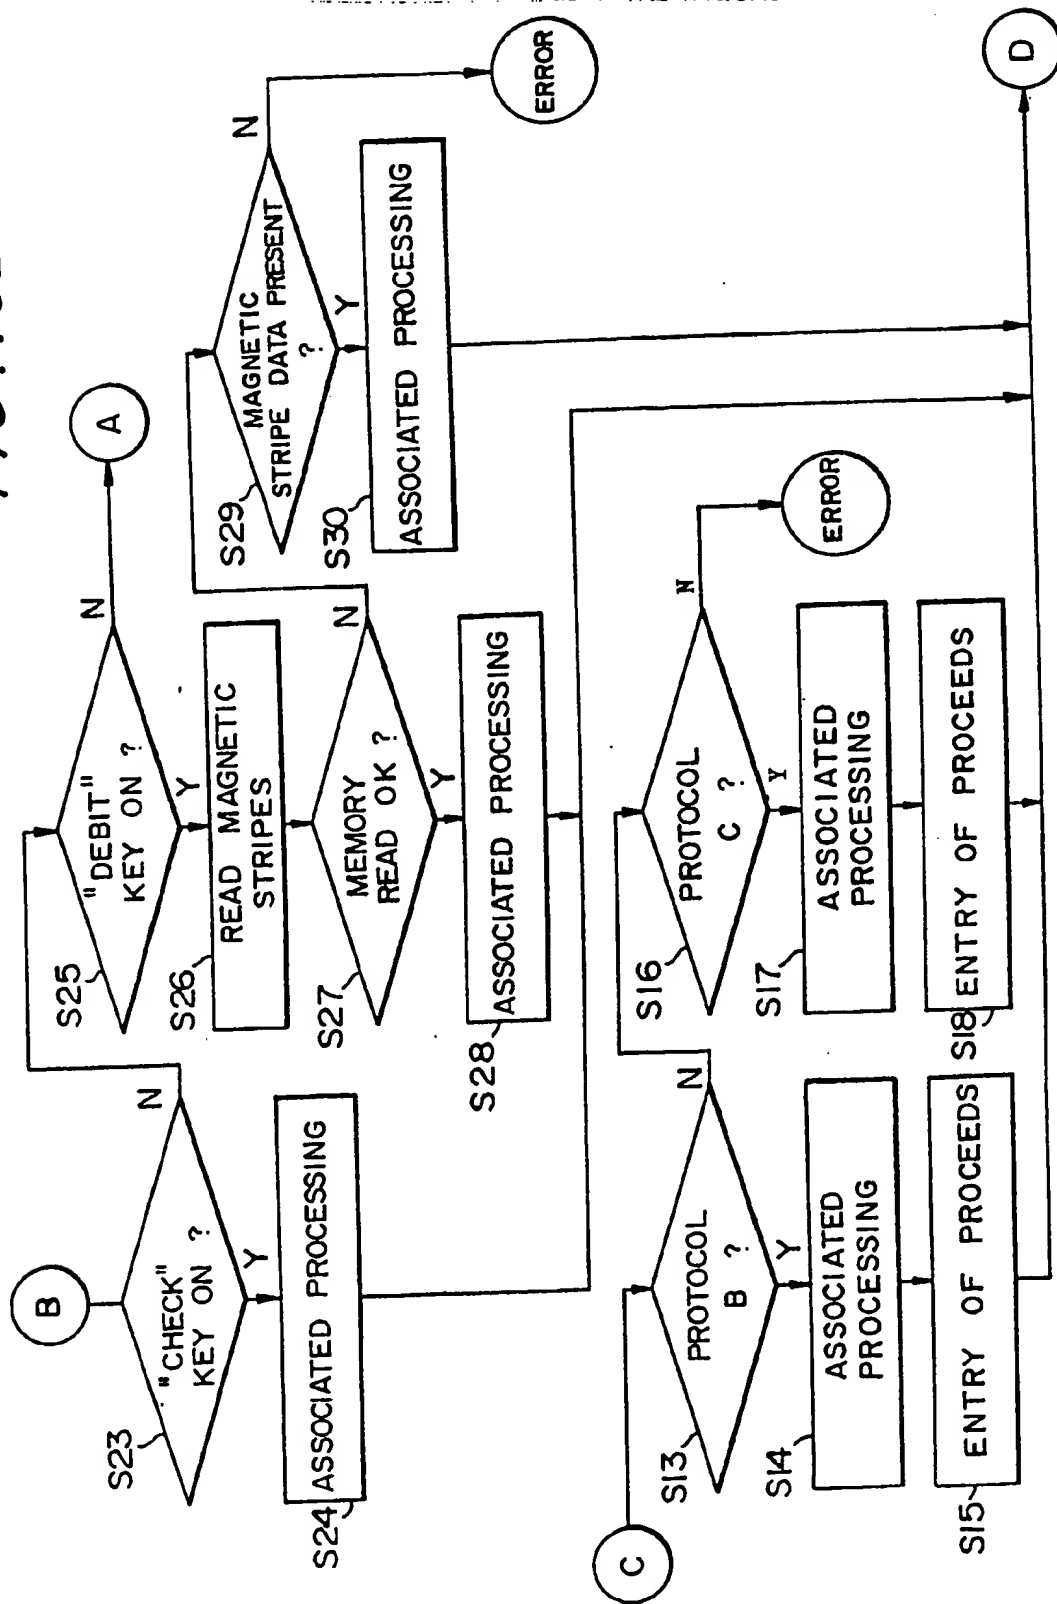 B
S23
"CHECK"
KEY ON ?
N
Y
S24
ASSOCIATED PROCESSING
S25
"DEBIT"
KEY ON ?
N
A
Y
S26
READ MAGNETIC
STRIPES
S27
MEMORY
READ OK ?
N
Y
S28
ASSOCIATED PROCESSING
S29
MAGNETIC
STRIPE DATA PRESENT
?
N
ERROR
Y
S30
ASSOCIATED PROCESSING
C
S13
PROTOCOL
B ?
N
Y
S14
ASSOCIATED
PROCESSING
S15
ENTRY OF PROCEEDS
S16
PROTOCOL
C ?
N
ERROR
Y
S17
ASSOCIATED
PROCESSING
S18
ENTRY OF PROCEEDS
D